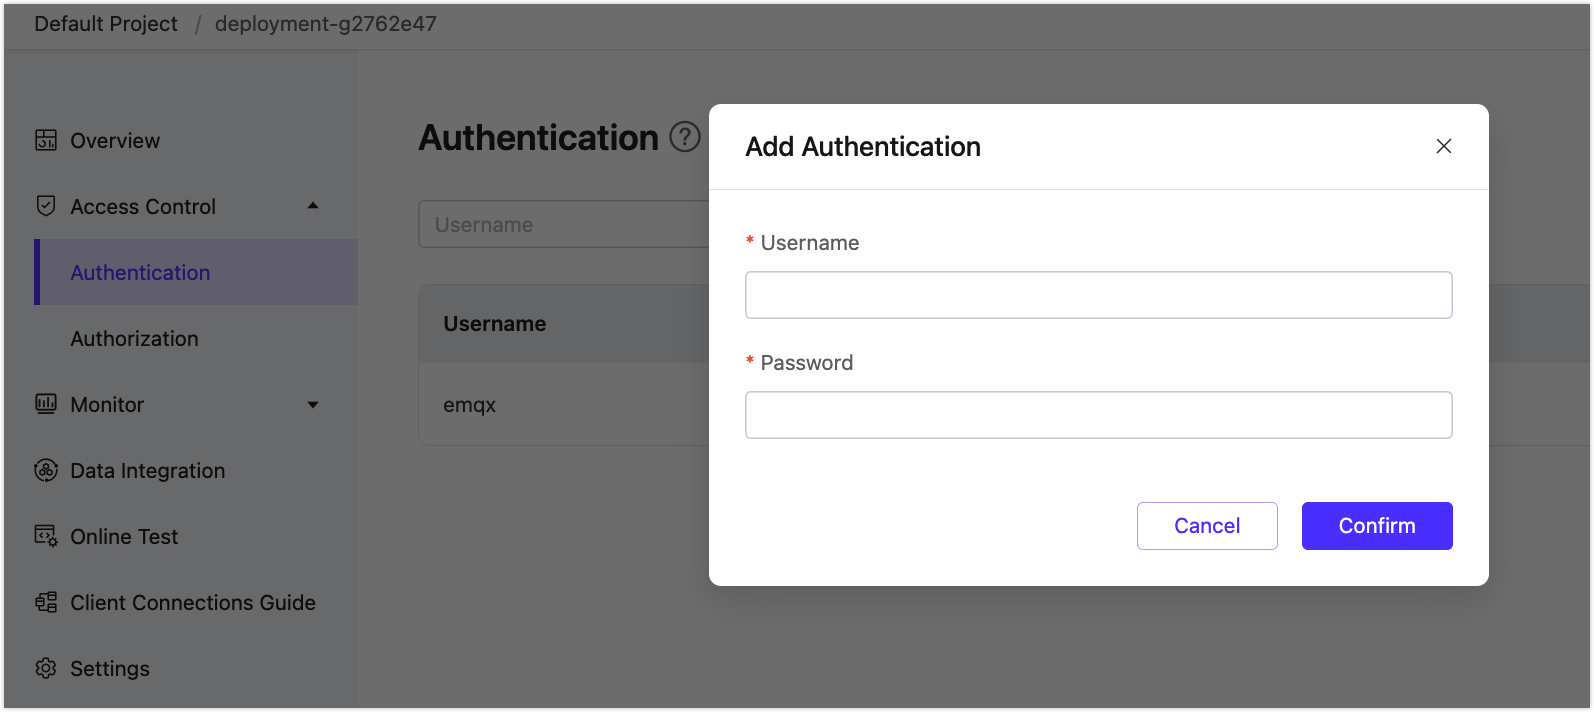 Default Project / deployment-g2762e47
Overview
Access Control
Authentication
Authorization
Monitor
Data Integration
Online Test
Client Connections Guide
Settings
Authentication ?
Username
Username
emqx
Add Authentication
* Username
* Password
Cancel
Confirm